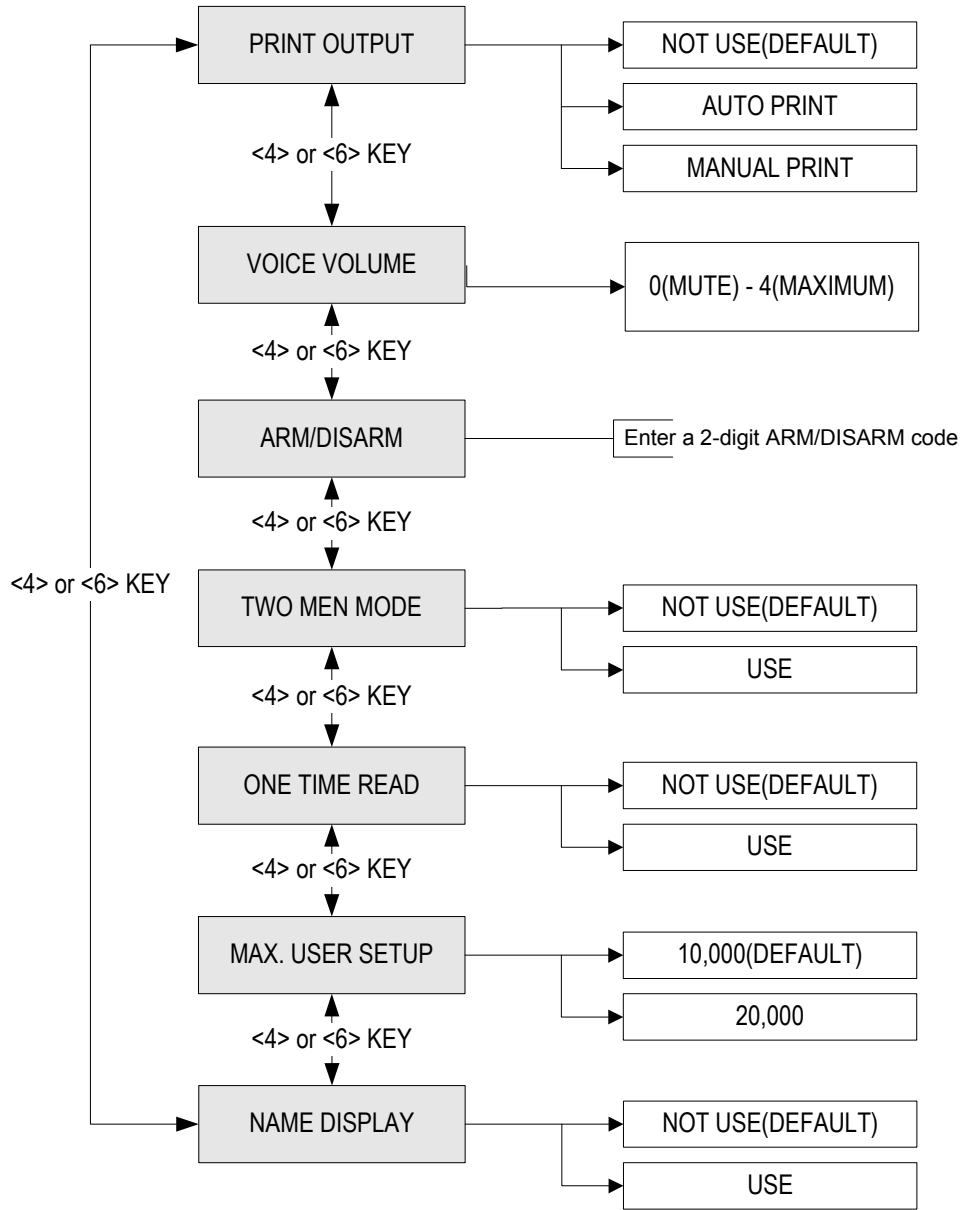 PRINT OUTPUT
NOT USE(DEFAULT)
AUTO PRINT
<4> or <6> KEY
MANUAL PRINT
VOICE VOLUME
0(MUTE) - 4(MAXIMUM)
<4> or <6> KEY
ARM/DISARM
Enter a 2-digit ARM/DISARM code
<4> or <6> KEY
<4> or <6> KEY
TWO MEN MODE
NOT USE(DEFAULT)
USE
<4> or <6> KEY
ONE TIME READ
NOT USE(DEFAULT)
USE
<4> or <6> KEY
MAX. USER SETUP
10,000(DEFAULT)
20,000
<4> or <6> KEY
NAME DISPLAY
NOT USE(DEFAULT)
USE